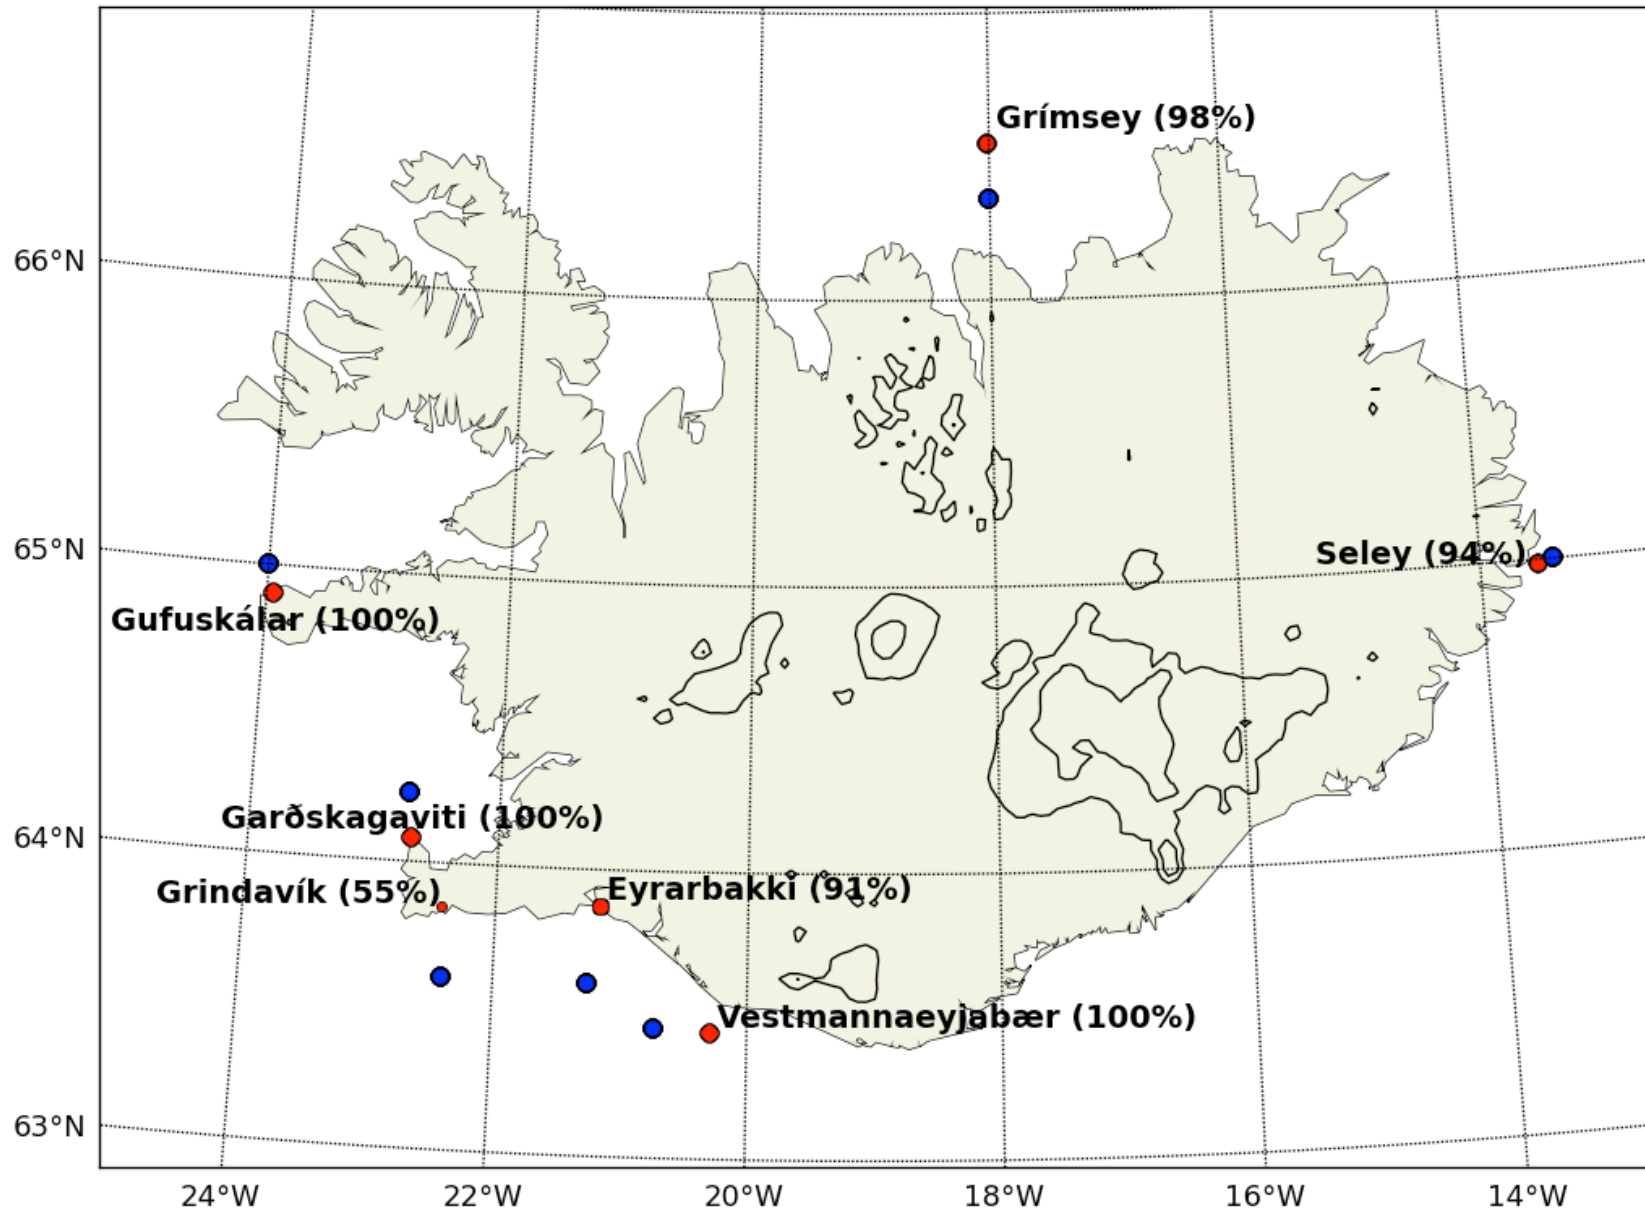 Grímsey (98%)
66°N
65°N
Seley (94%)
Gufuskálar (100%)
Garðskagaviti (100%)
64°N
Grindavík (55%)
Eyrarbakki (91%)
Vestmannaeyjabær (100%)
63°N
24°W 22°W 20°W 18°W 16°W 14°W